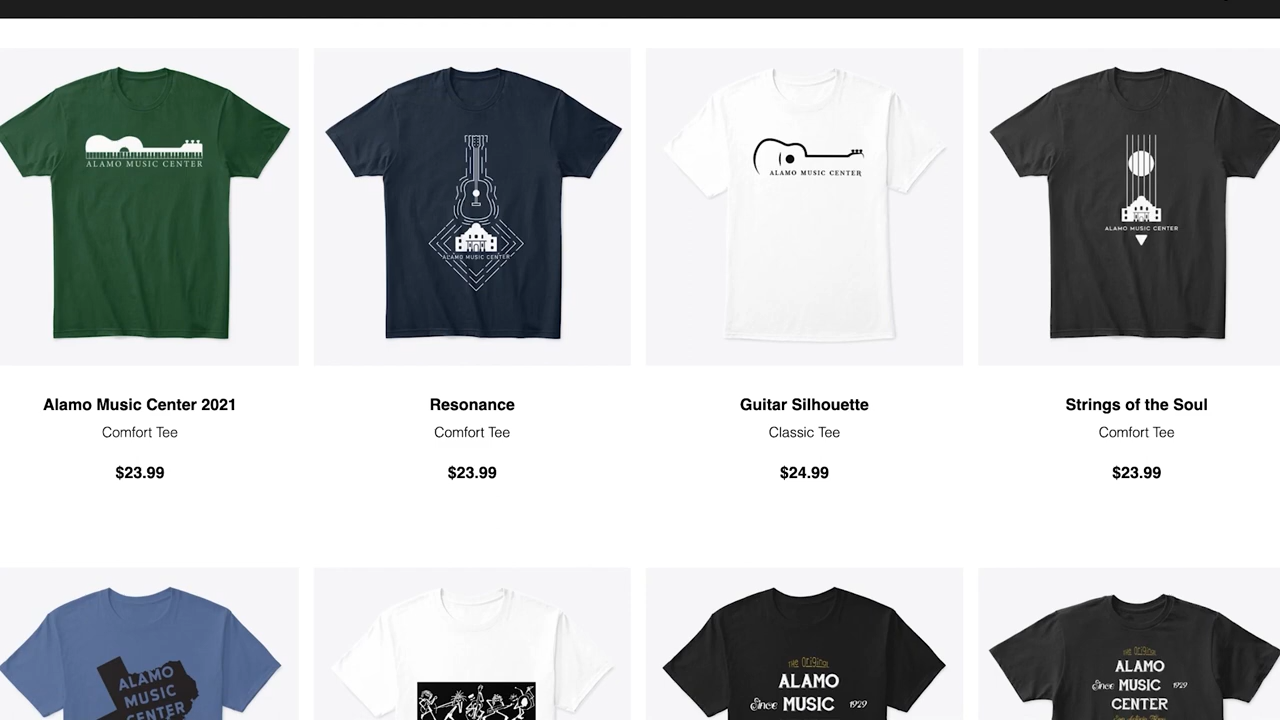 ALAMO MUSIC CENTER
ALAMO MUSIC CENTER
ALAMO MUSIC CENTER
ALAMO MUSIC CENTER
Alamo Music Center 2021
Comfort Tee
$23.99
Resonance
Comfort Tee
$23.99
Guitar Silhouette
Classic Tee
$24.99
Strings of the Soul
Comfort Tee
$23.99
ALAMO
MUSIC
CENTER
THE ORIGINAL
ALAMO
Since MUSIC 1929
THE ORIGINAL
ALAMO
Since MUSIC 1929
CENTER